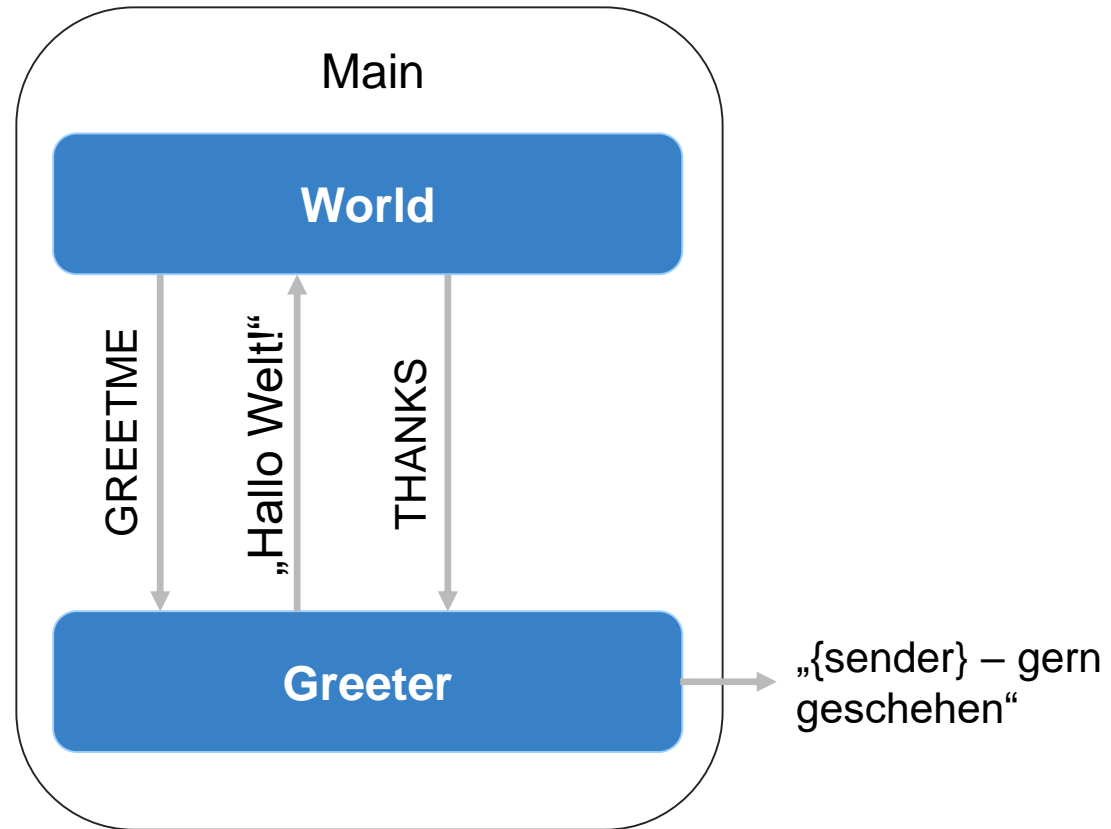 Main
World
GREETME
„Hallo Welt!“
THANKS
Greeter
„{sender} – gern
geschehen“